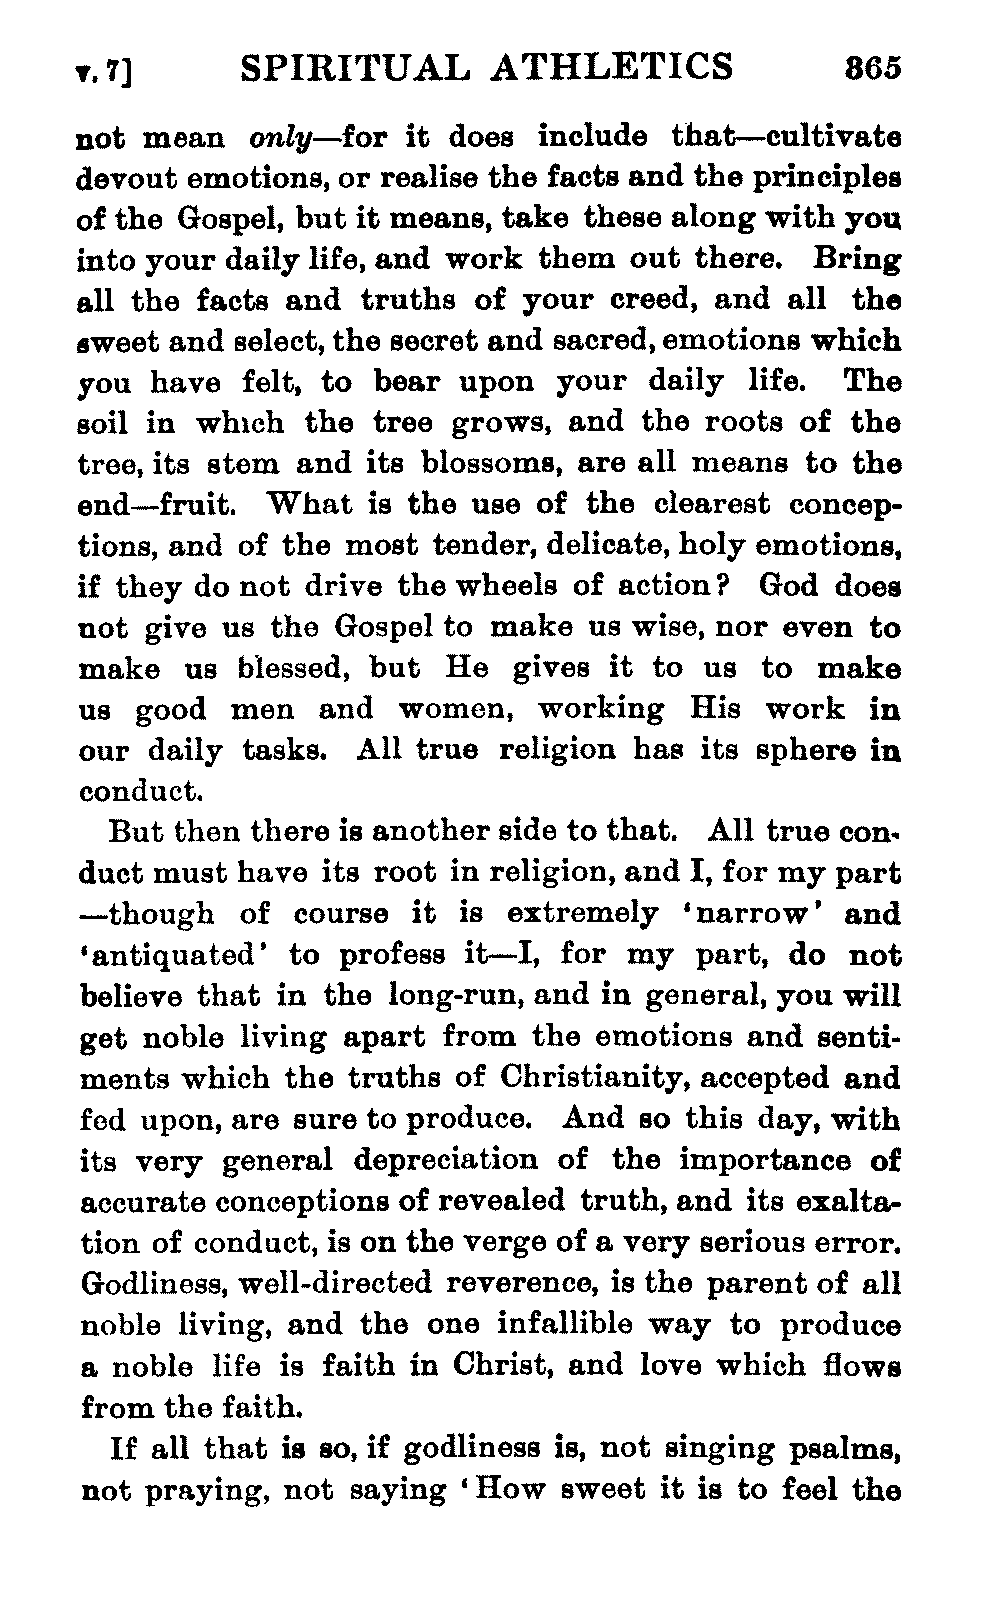 v. 7] SPIRITUAL ATHLETICS 365
not mean only—for it does include that—cultivate
devout emotions, or realise the facts and the principles
of the Gospel, but it means, take these along with you
into your daily life, and work them out there. Bring
all the facts and truths of your creed, and all the
sweet and select, the secret and sacred, emotions which
you have felt, to bear upon your daily life. The
soil in which the tree grows, and the roots of the
tree, its stem and its blossoms, are all means to the
end—fruit. What is the use of the clearest concep-
tions, and of the most tender, delicate, holy emotions,
if they do not drive the wheels of action? God does
not give us the Gospel to make us wise, nor even to
make us blessed, but He gives it to us to make
us good men and women, working His work in
our daily tasks. All true religion has its sphere in
conduct.
But then there is another side to that. All true con-
duct must have its root in religion, and I, for my part
—though of course it is extremely ‘narrow’ and
‘antiquated’ to profess it—I, for my part, do not
believe that in the long-run, and in general, you will
get noble living apart from the emotions and senti-
ments which the truths of Christianity, accepted and
fed upon, are sure to produce. And so this day, with
its very general depreciation of the importance of
accurate conceptions of revealed truth, and its exalta-
tion of conduct, is on the verge of a very serious error.
Godliness, well-directed reverence, is the parent of all
noble living, and the one infallible way to produce
a noble life is faith in Christ, and love which flows
from the faith.
If all that is so, if godliness is, not singing psalms,
not praying, not saying ‘How sweet it is to feel the